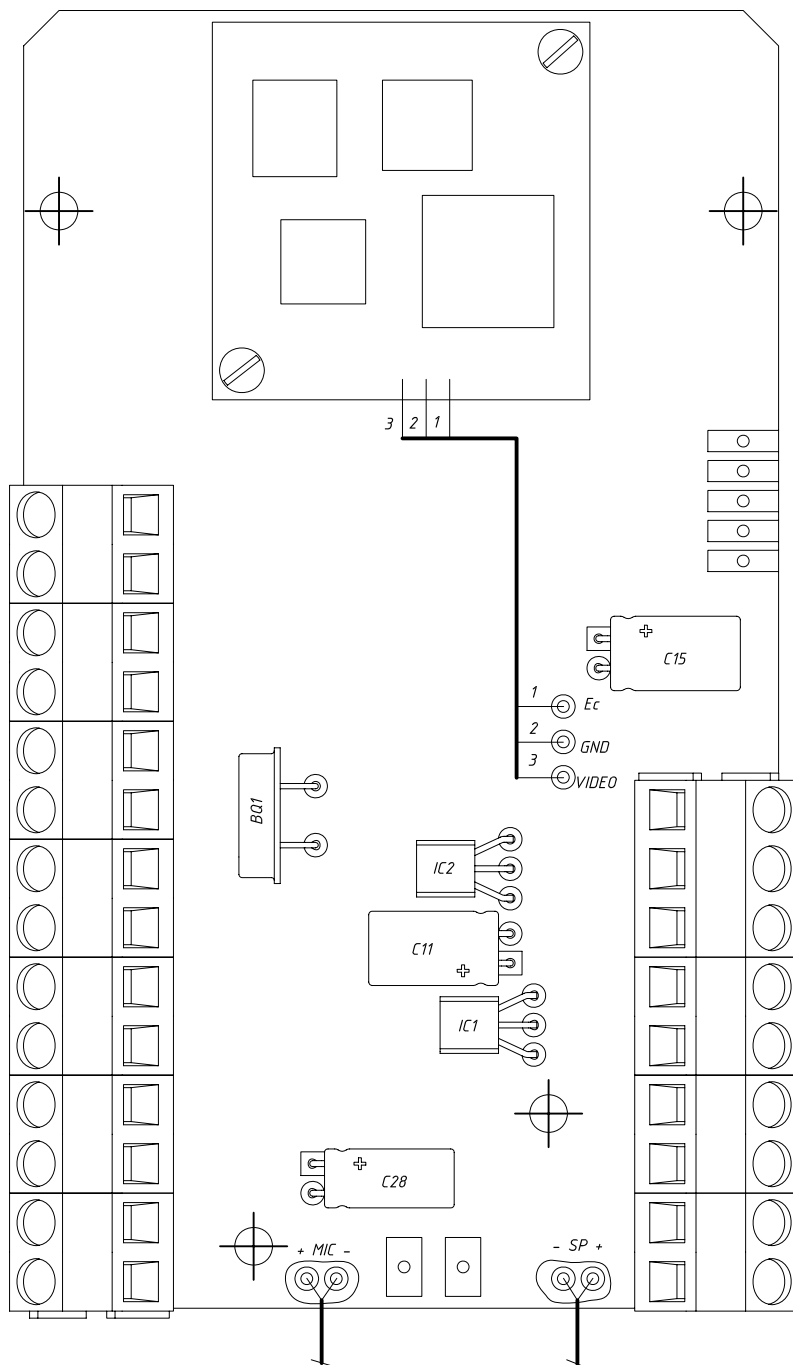 3 2 1
C15
1 Ec
2 GND
3 VIDEO
BQ1
IC2
C11
IC1
C28
+ MIC -
- SP +